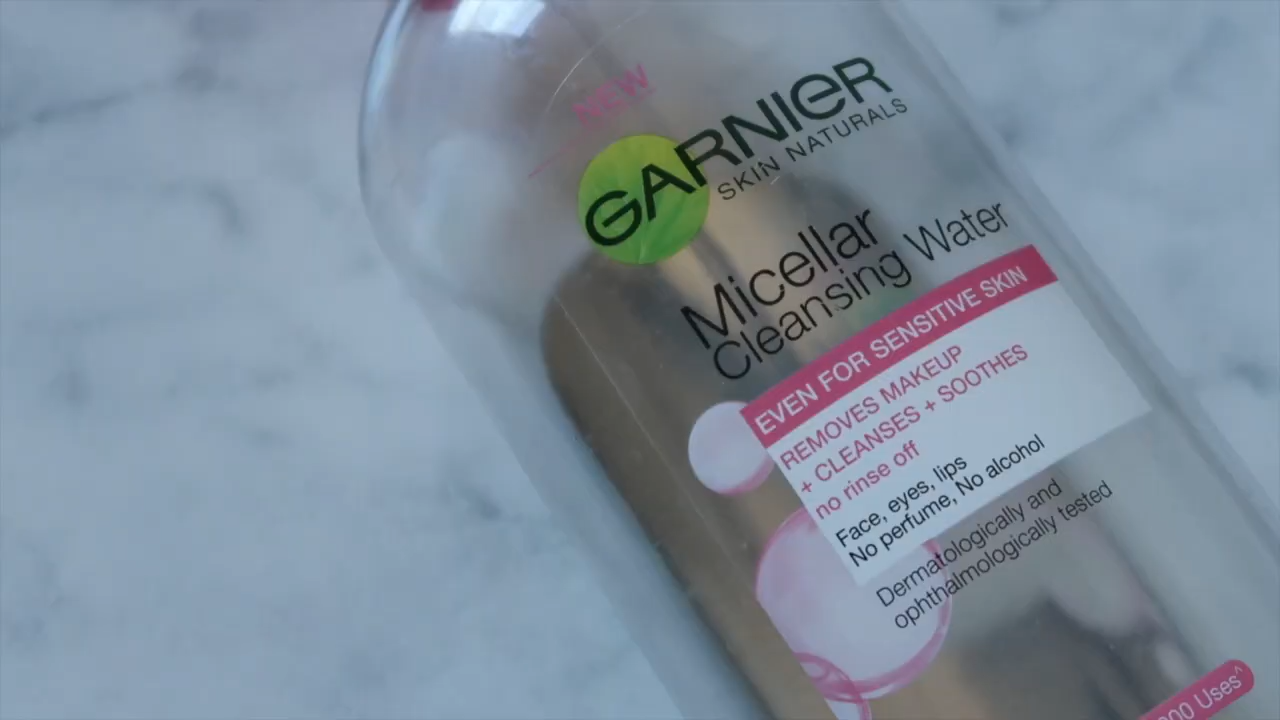 NEW
GARNIER
SKIN NATURALS
Micellar
Cleansing Water
EVEN FOR SENSITIVE SKIN
REMOVES MAKEUP
+ CLEANSES + SOOTHES
no rinse off
Face, eyes, lips
No perfume, No alcohol
Dermatologically and
ophthalmologically tested
Uses^